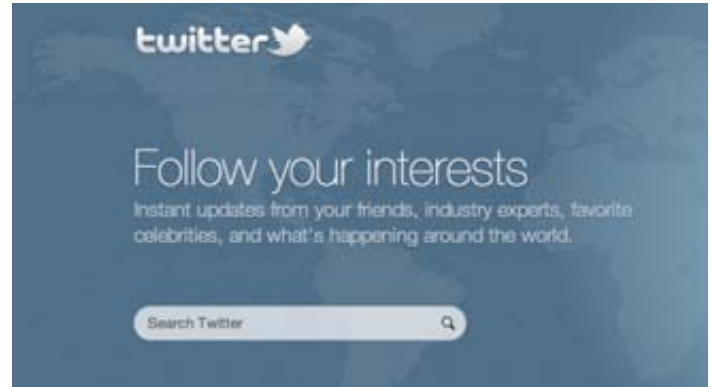 twitter
Follow your interests
Instant updates from your friends, industry experts, favorite
celebrities, and what's happening around the world.
Search Twitter